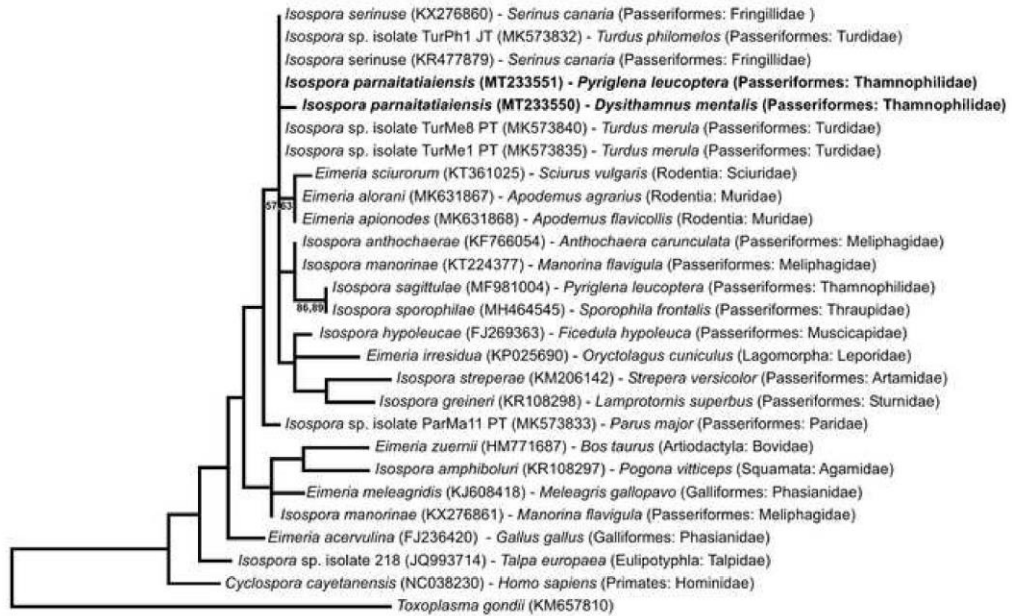 Isospora serinuse (KX276860) - Serinus canaria (Passeriformes: Fringillidae )
Isospora sp. isolate TurPh1 JT (MK573832) - Turdus philomelos (Passeriformes: Turdidae)
Isospora serinuse (KR477879) - Serinus canaria (Passeriformes: Fringillidae)
Isospora parnaitatiaiensis (MT233551) - Pyriglena leucoptera (Passeriformes: Thamnophilidae)
Isospora parnaitatiaiensis (MT233550) - Dysithamnus mentalis (Passeriformes: Thamnophilidae)
Isospora sp. isolate TurMe8 PT (MK573840) - Turdus merula (Passeriformes: Turdidae)
Isospora sp. isolate TurMe1 PT (MK573835) - Turdus merula (Passeriformes: Turdidae)
Eimeria sciurorum (KT361025) - Sciurus vulgaris (Rodentia: Sciuridae)
Eimeria alorani (MK631867) - Apodemus agrarius (Rodentia: Muridae)
57 63
Eimeria apionodes (MK631868) - Apodemus flavicollis (Rodentia: Muridae)
Isospora anthochaerae (KF766054) - Anthochaera carunculata (Passeriformes: Meliphagidae)
Isospora manorinae (KT224377) - Manorina flavigula (Passeriformes: Meliphagidae)
Isospora sagittulae (MF981004) - Pyriglena leucoptera (Passeriformes: Thamnophilidae)
86,89 Isospora sporophilae (MH464545) - Sporophila frontalis (Passeriformes: Thraupidae)
Isospora hypoleucae (FJ269363) - Ficedula hypoleuca (Passeriformes: Muscicapidae)
Eimeria irresidua (KP025690) - Oryctolagus cuniculus (Lagomorpha: Leporidae)
Isospora streperae (KM206142) - Strepera versicolor (Passeriformes: Artamidae)
Isospora greineri (KR108298) - Lamprotornis superbus (Passeriformes: Sturnidae)
Isospora sp. isolate ParMa11 PT (MK573833) - Parus major (Passeriformes: Paridae)
Eimeria zuernii (HM771687) - Bos taurus (Artiodactyla: Bovidae)
Isospora amphiboluri (KR108297) - Pogona vitticeps (Squamata: Agamidae)
Eimeria meleagridis (KJ608418) - Meleagris gallopavo (Galliformes: Phasianidae)
Isospora manorinae (KX276861) - Manorina flavigula (Passeriformes: Meliphagidae)
Eimeria acervulina (FJ236420) - Gallus gallus (Galliformes: Phasianidae)
Isospora sp. isolate 218 (JQ993714) - Talpa europaea (Eulipotyphla: Talpidae)
Cyclospora cayetanensis (NC038230) - Homo sapiens (Primates: Hominidae)
Toxoplasma gondii (KM657810)